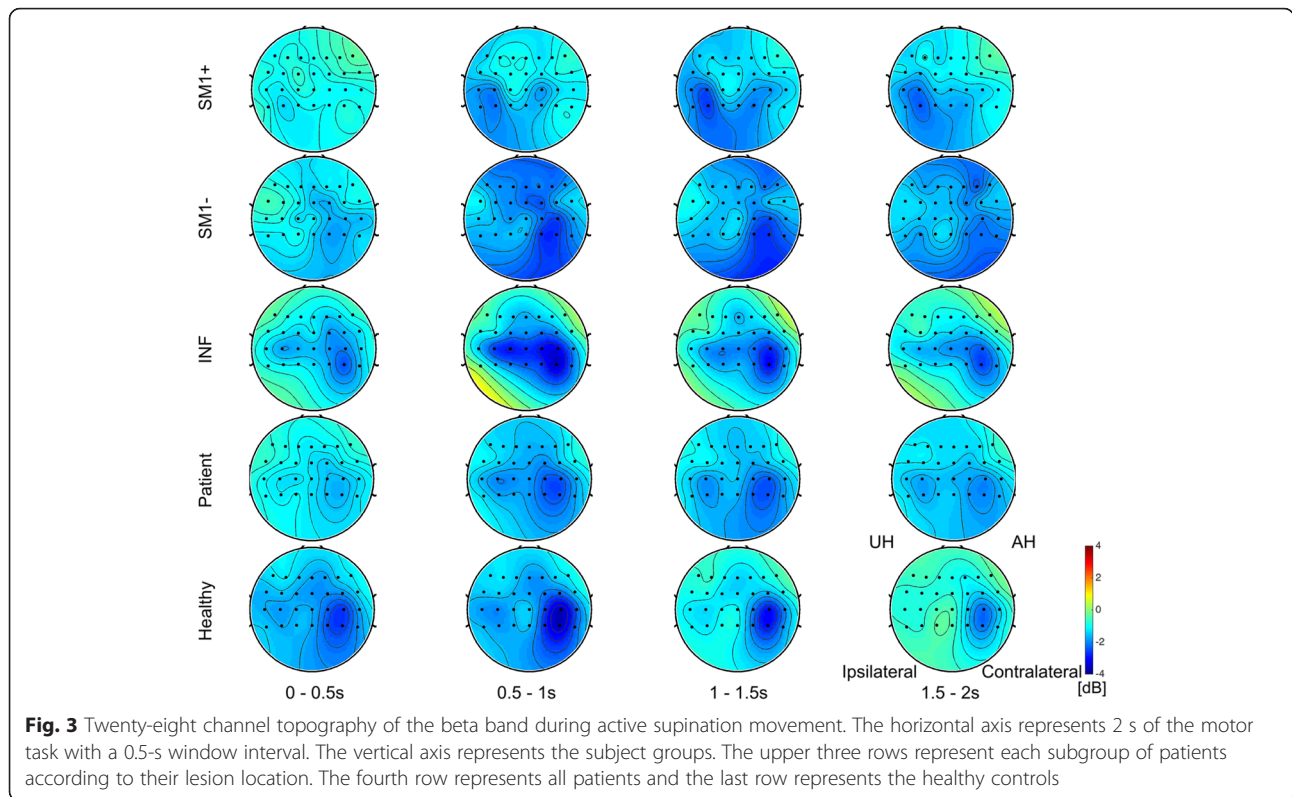 SM1+
SM1-
INF
Patient
Healthy
UH AH
4
2
0
-2
-4
[dB]
Ipsilateral Contralateral
0 - 0.5s 0.5 - 1s 1 - 1.5s 1.5 - 2s
Fig. 3 Twenty-eight channel topography of the beta band during active supination movement. The horizontal axis represents 2 s of the motor
task with a 0.5-s window interval. The vertical axis represents the subject groups. The upper three rows represent each subgroup of patients
according to their lesion location. The fourth row represents all patients and the last row represents the healthy controls